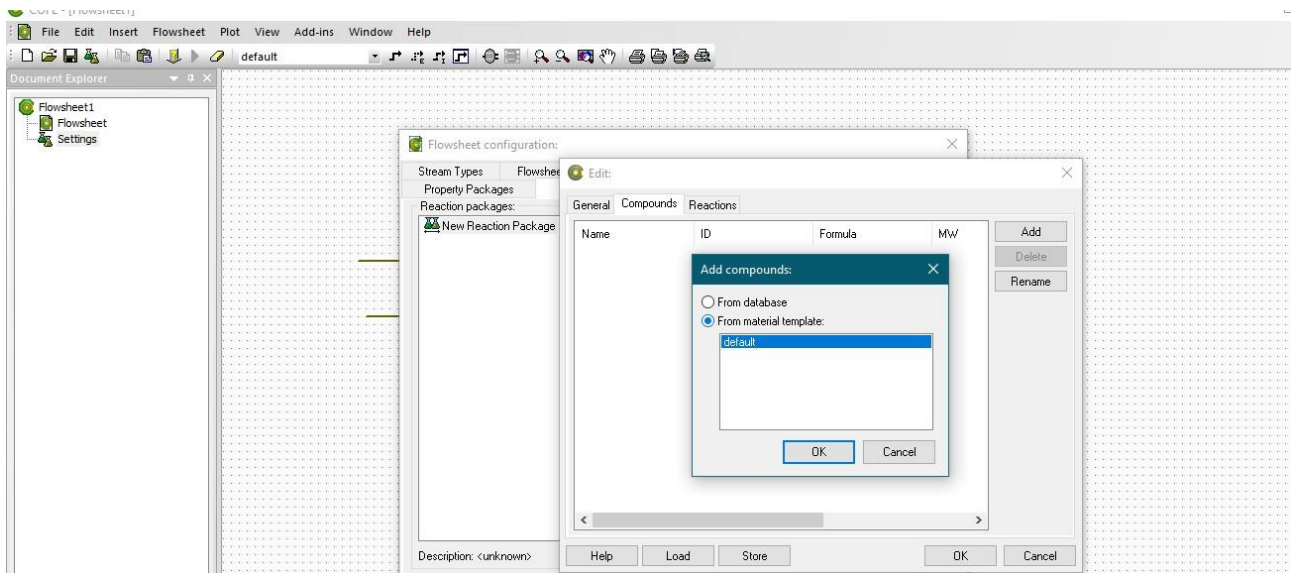 COFE - [Flowsheet1]
File Edit Insert Flowsheet Plot View Add-ins Window Help
default
Document Explorer
Flowsheet1
Flowsheet
Settings
Flowsheet configuration:
Stream Types Flowshee
Property Packages
Reaction packages:
New Reaction Package
Description: <unknown>
Edit:
General Compounds Reactions
Name ID Formula MW
Add
Delete
Rename
Add compounds:
From database
From material template:
default
OK Cancel
Help Load Store OK Cancel